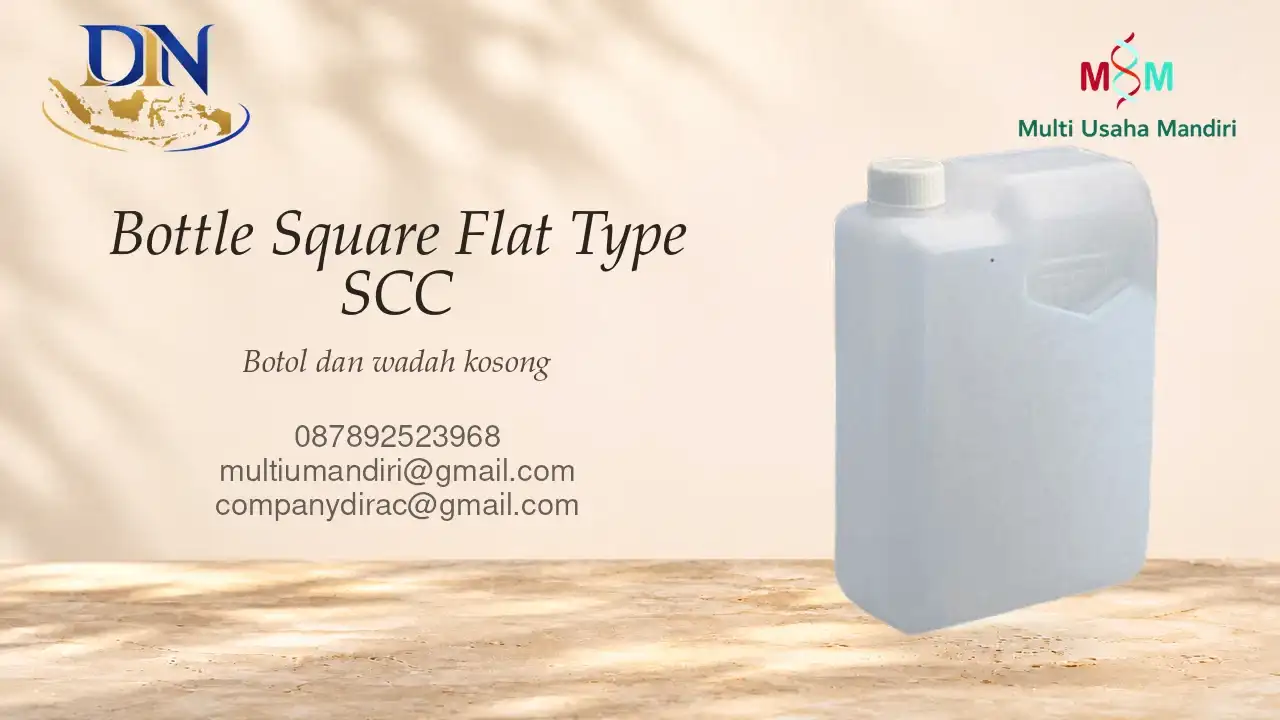 DN
MSM
Multi Usaha Mandiri
Bottle Square Flat Type
SCC
Botol dan wadah kosong
087892523968
multiumandiri@gmail.com
companydirac@gmail.com